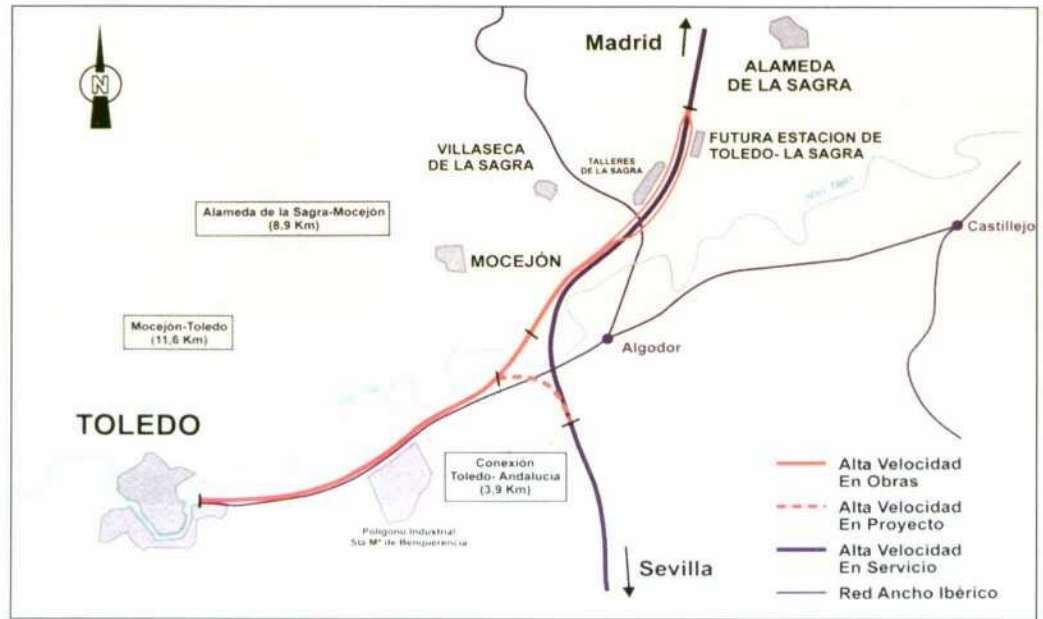 N
Madrid
ALAMEDA
DE LA SAGRA
VILLASECA
DE LA SAGRA
TALLERES
DE LA SAGRA
FUTURA ESTACION DE
TOLEDO- LA SAGRA
Alameda de la Sagra-Mocejón
(8,9 Km)
Castillejo
MOCEJÓN
Mocejón-Toledo
(11,6 Km)
Algodor
TOLEDO
Conexión
Toledo- Andalucia
(3,9 Km)
Polígono Industrial
Sta Mª de Benquerencia
Sevilla
Alta Velocidad
En Obras
Alta Velocidad
En Proyecto
Alta Velocidad
En Servicio
Red Ancho Ibérico